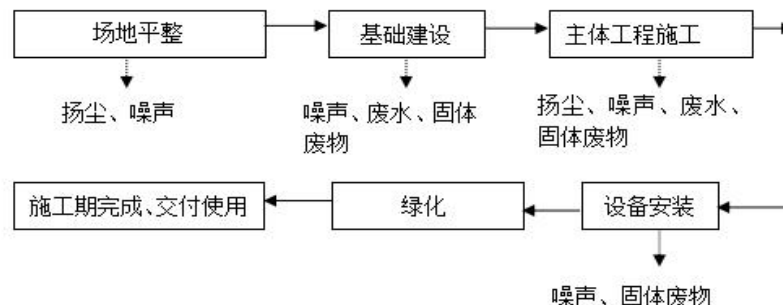 场地平整
基础建设
主体工程施工
扬尘、噪声
噪声、废水、固体
废物
扬尘、噪声、废水、
固体废物
施工期完成、交付使用
绿化
设备安装
噪声、固体废物